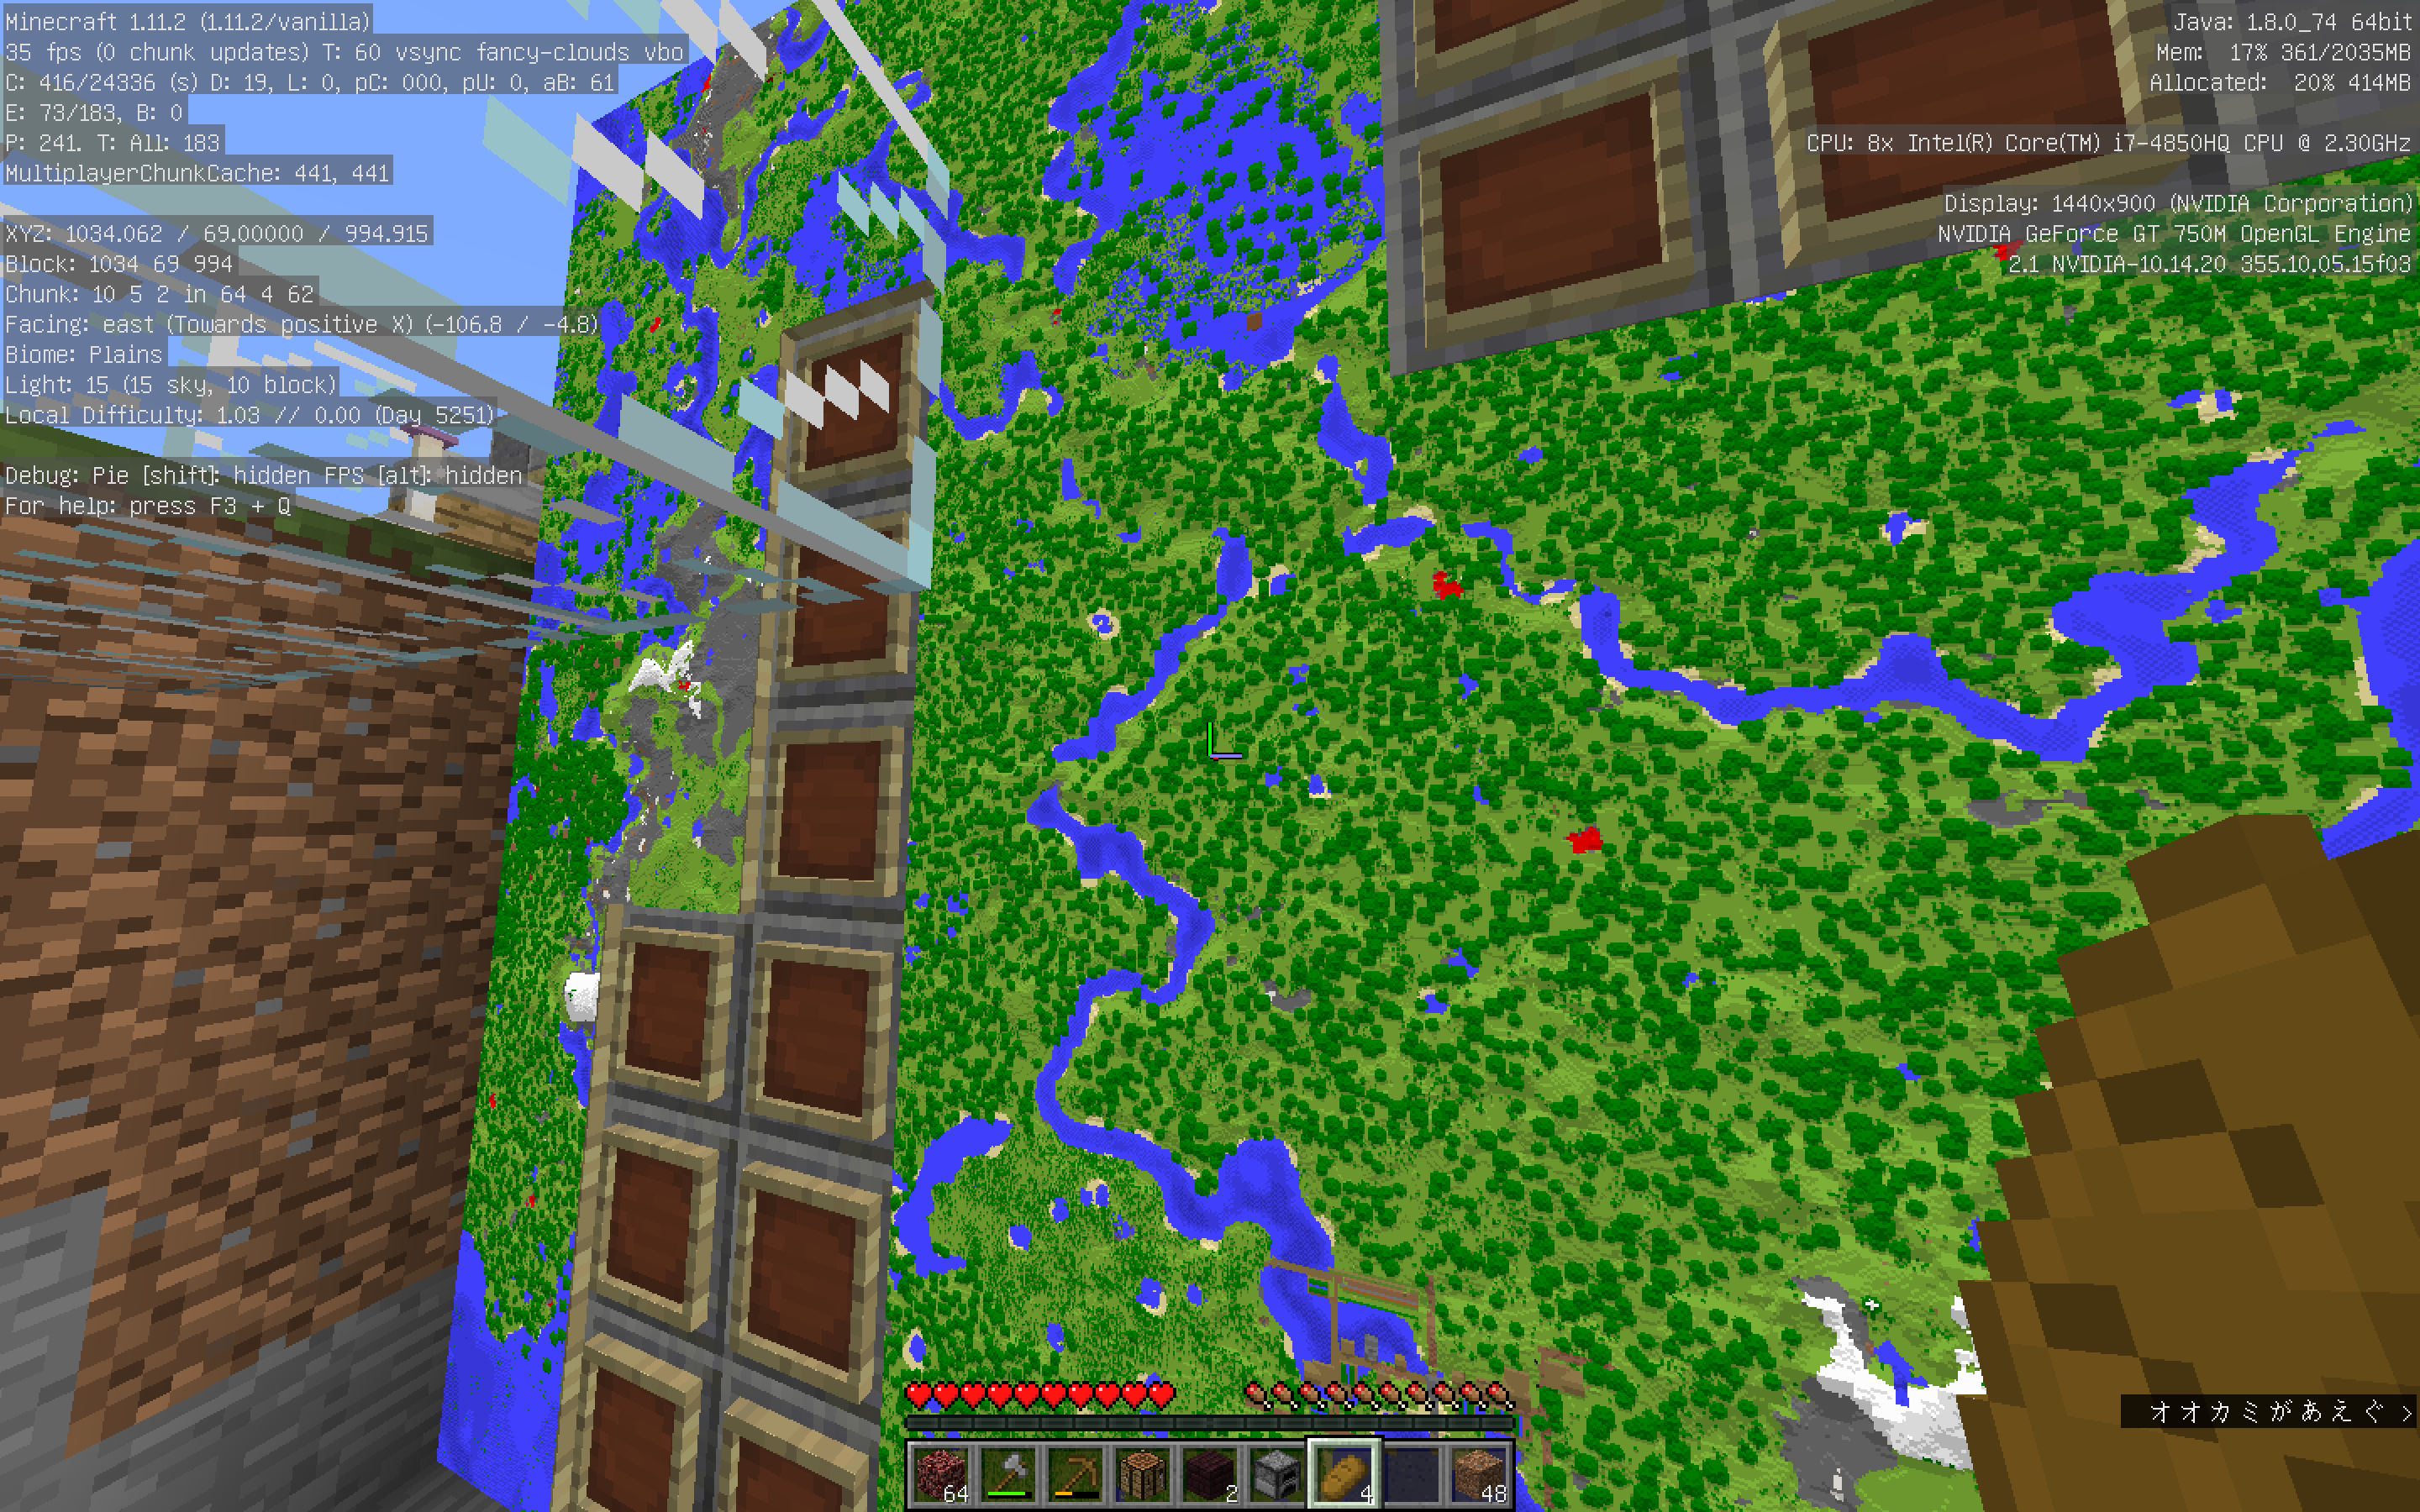 Minecraft 1.11.2 (1.11.2/vanilla)
35 fps (0 chunk updates) T: 60 vsync fancy-clouds vbo
C: 416/24336 (s) D: 19, L: 0, pC: 000, pU: 0, aB: 61
E: 73/183, B: 0
P: 241. T: All: 183
MultiplayerChunkCache: 441, 441
XYZ: 1034.062 / 69.00000 / 994.915
Block: 1034 69 994
Chunk: 10 5 2 in 64 4 62
Facing: east (Towards positive X) (-106.8 / -4.8)
Biome: Plains
Light: 15 (15 sky, 10 block)
Local Difficulty: 1.03 // 0.00 (Day 5251)
Debug: Pie [shift]: hidden FPS [alt]: hidden
For help: press F3 + Q
Java: 1.8.0_74 64bit
Mem: 17% 361/2035MB
Allocated: 20% 414MB
CPU: 8x Intel(R) Core(TM) i7-4850HQ CPU @ 2.30GHz
Display: 1440x900 (NVIDIA Corporation)
NVIDIA GeForce GT 750M OpenGL Engine
2.1 NVIDIA-10.14.20 355.10.05.15f03
オオカミがあえぐ >
64 2 4 48